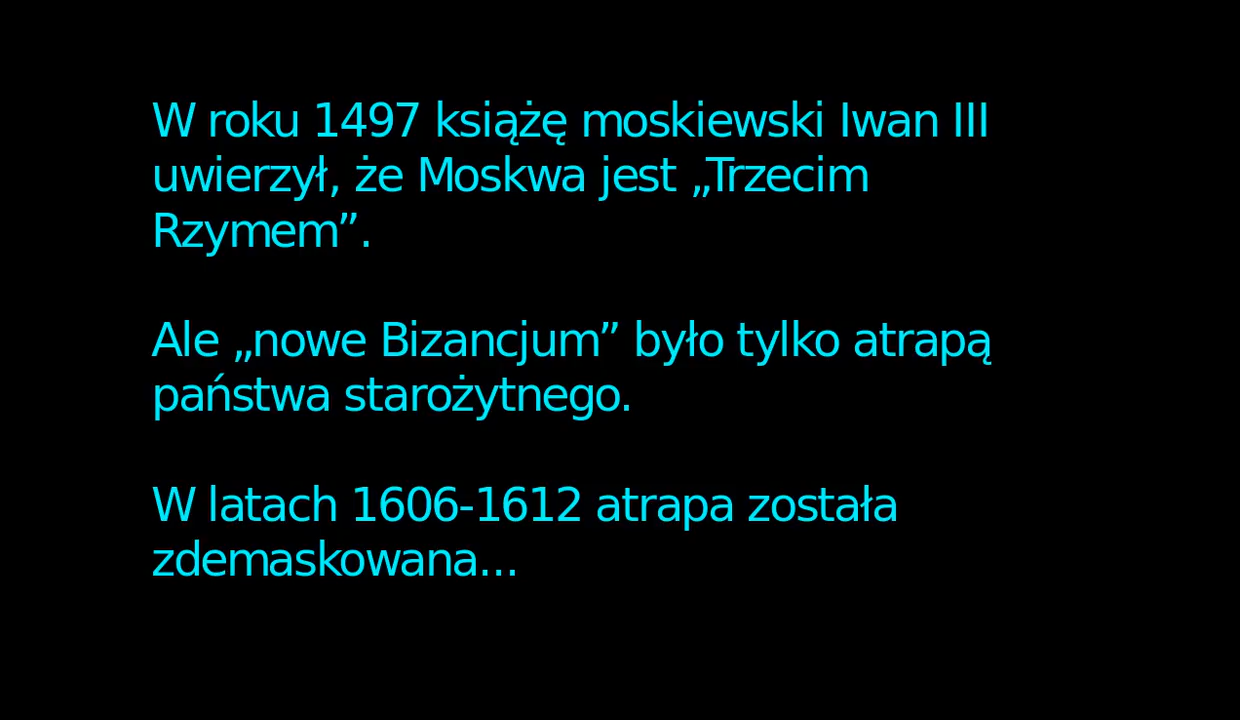 W roku 1497 książę moskiewski Iwan III
uwierzył, że Moskwa jest „Trzecim
Rzymem”.
Ale „nowe Bizancjum” było tylko atrapą
państwa starożytnego.
W latach 1606-1612 atrapa została
zdemaskowana...